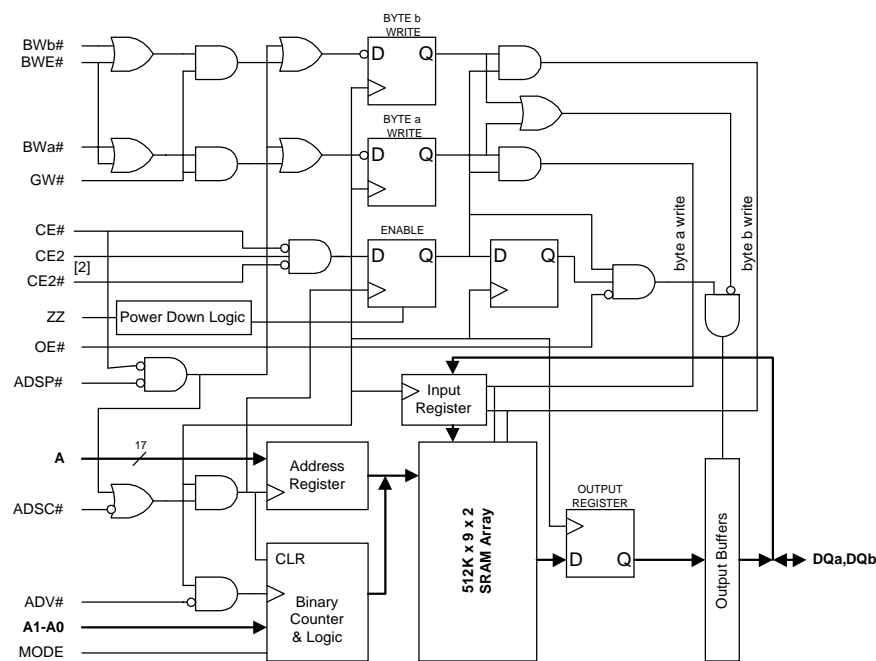 BYTE b
WRITE
BWb#
BWE#
D
Q
BYTE a
WRITE
BWa#
D
Q
GW#
CE#
CE2
[2]
CE2#
ENABLE
D
Q
D
Q
byte a write
byte b write
ZZ
Power Down Logic
OE#
ADSP#
Input
Register
17
A
Address
Register
ADSC#
OUTPUT
REGISTER
CLR
512K x 9 x 2
SRAM Array
D
Q
Output Buffers
DQa,DQb
ADV#
Binary
Counter
& Logic
A1-A0
MODE